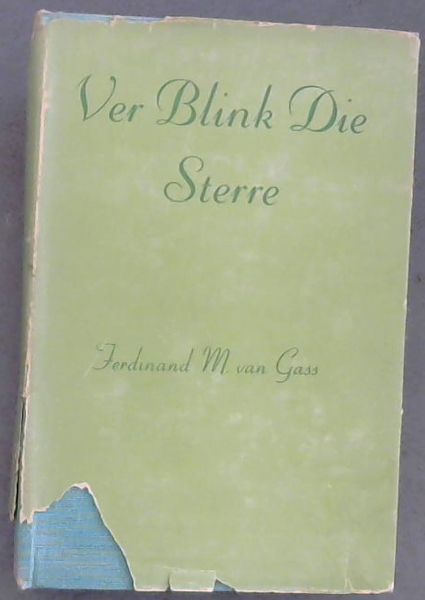 Ver Blink Die
Sterre
Ferdinand M. van Gass